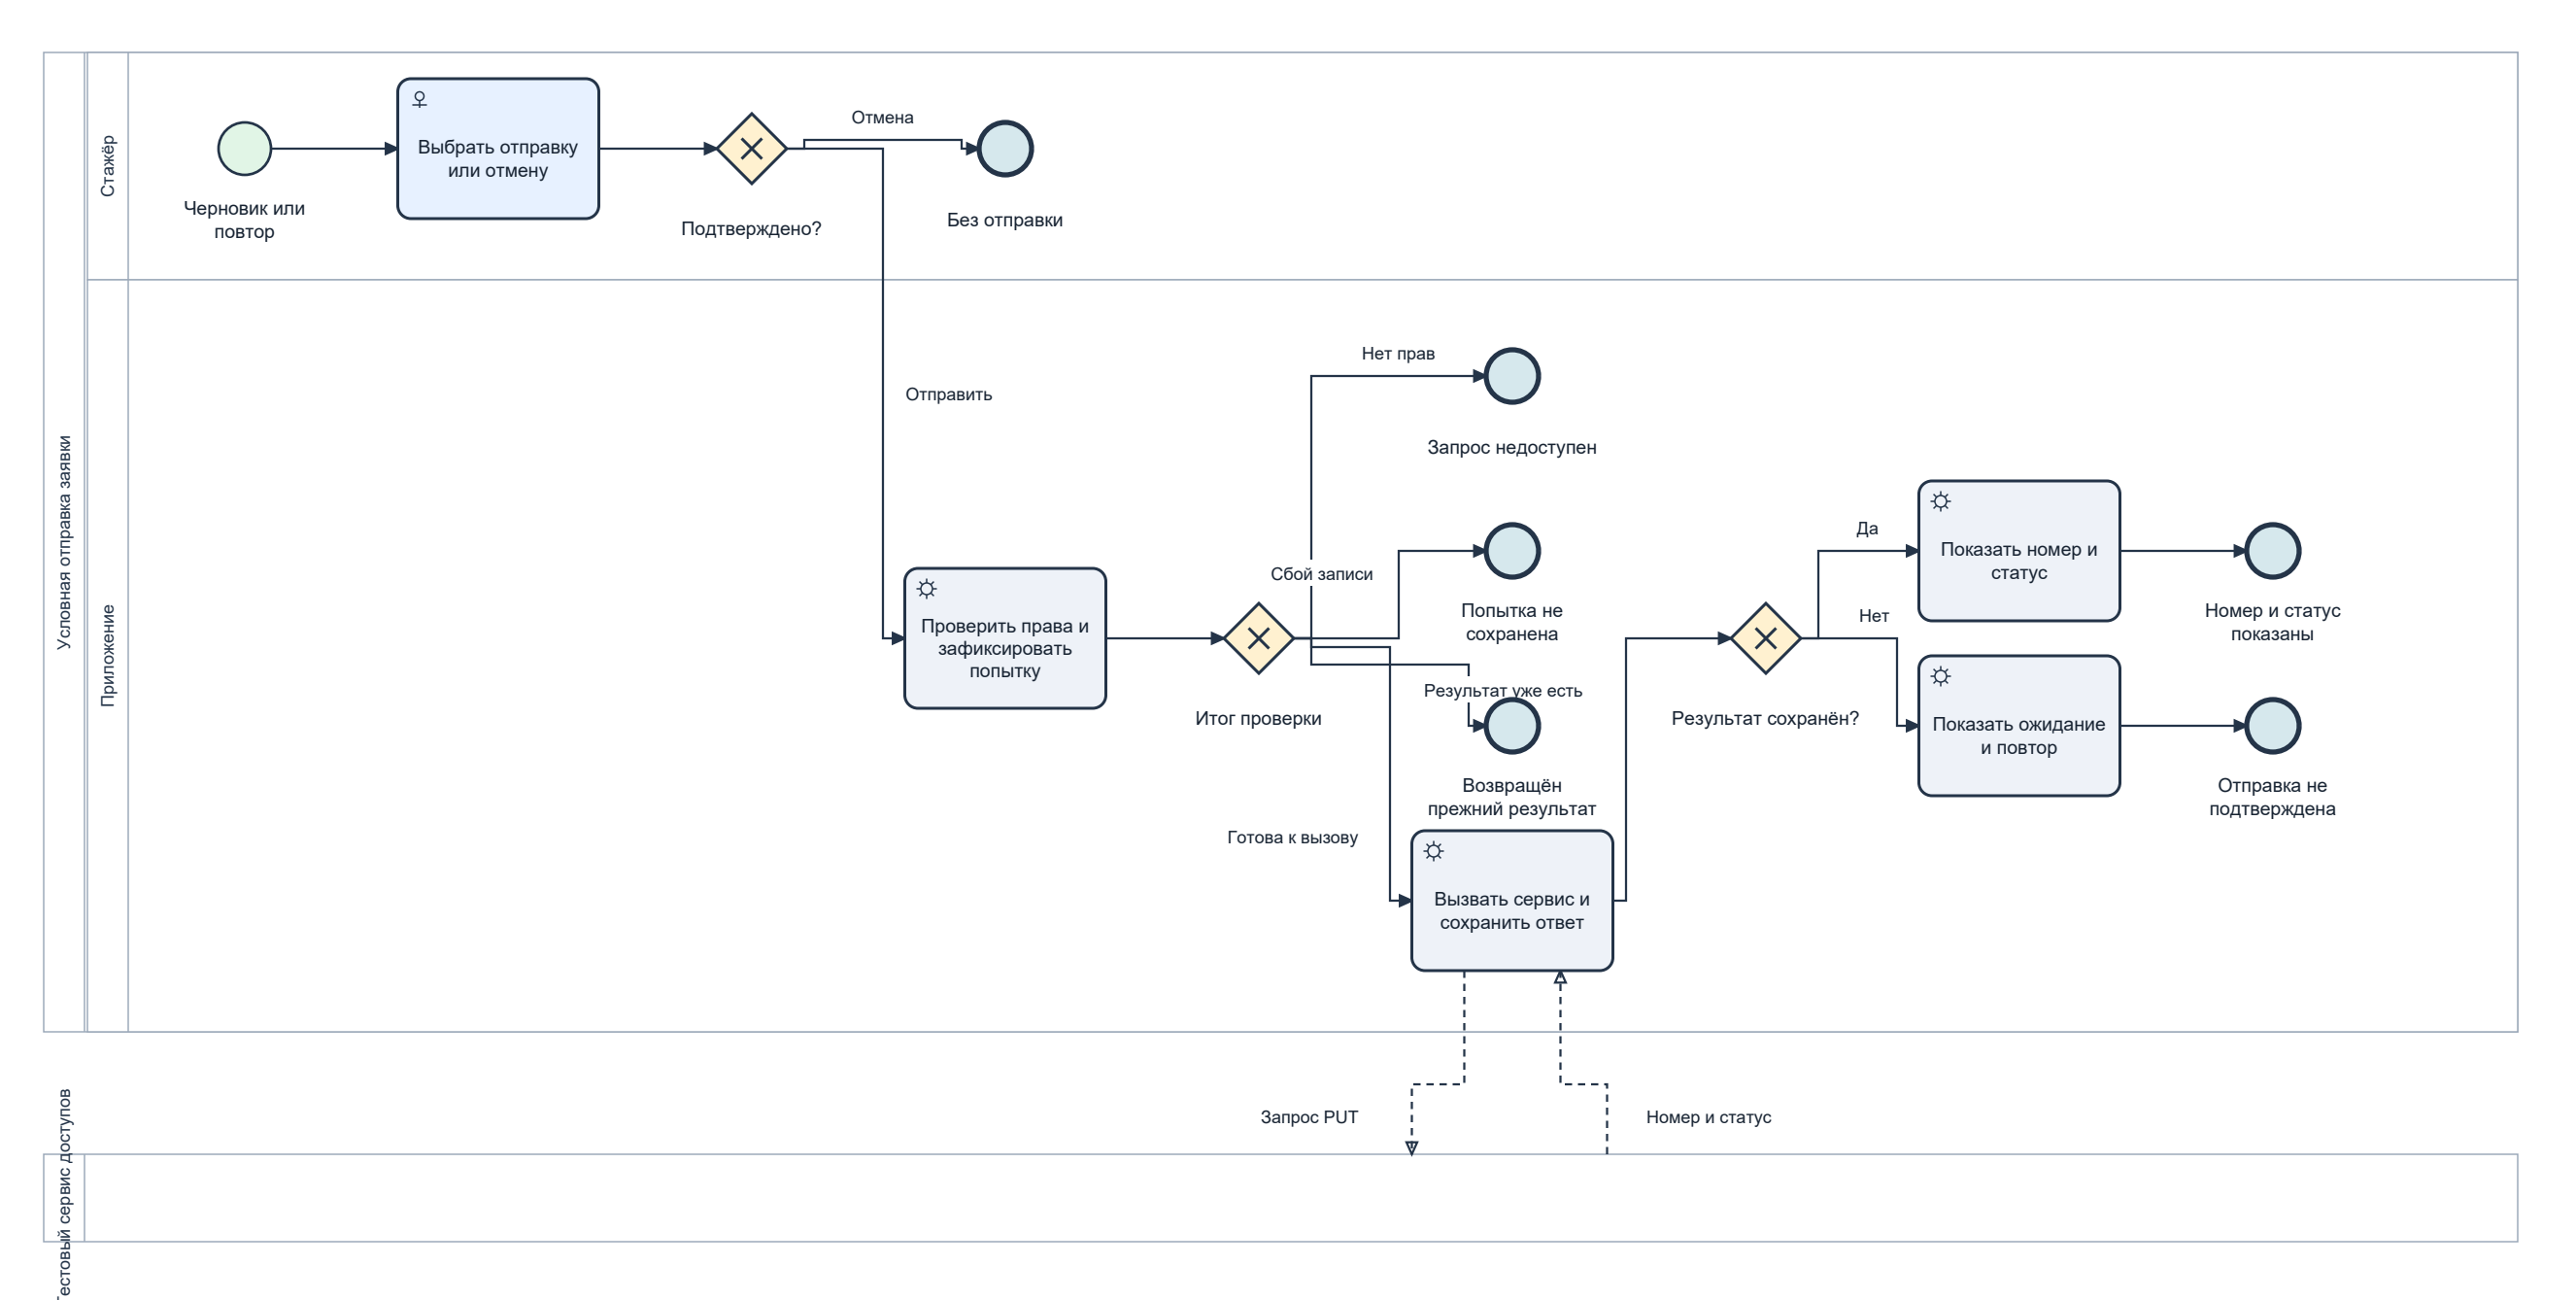 Условная отправка заявки
Стажёр
Черновик или
повтор
Выбрать отправку
или отмену
Подтверждено?
Отмена
Без отправки
Приложение
Отправить
Проверить права и
зафиксировать
попытку
Итог проверки
Нет прав
Запрос недоступен
Сбой записи
Попытка не
сохранена
Результат уже есть
Возвращён
прежний результат
Готова к вызову
Вызвать сервис и
сохранить ответ
Результат сохранён?
Да
Показать номер и
статус
Номер и статус
показаны
Нет
Показать ожидание
и повтор
Отправка не
подтверждена
Запрос PUT
Номер и статус
Тестовый сервис доступов